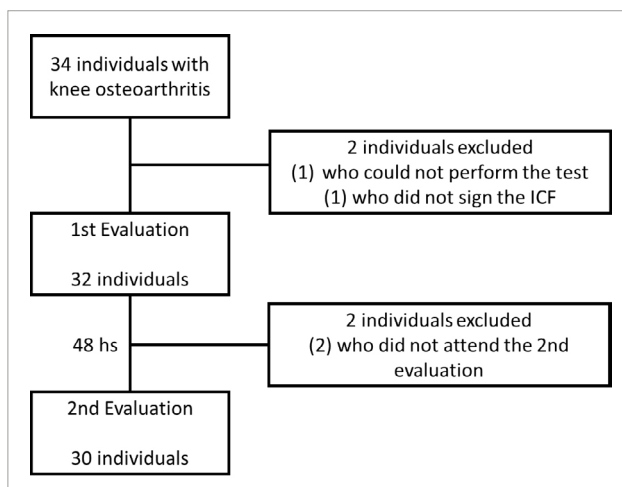 34 individuals with
knee osteoarthritis
2 individuals excluded
(1) who could not perform the test
(1) who did not sign the ICF
1st Evaluation
32 individuals
48 hs
2 individuals excluded
(2) who did not attend the 2nd
evaluation
2nd Evaluation
30 individuals